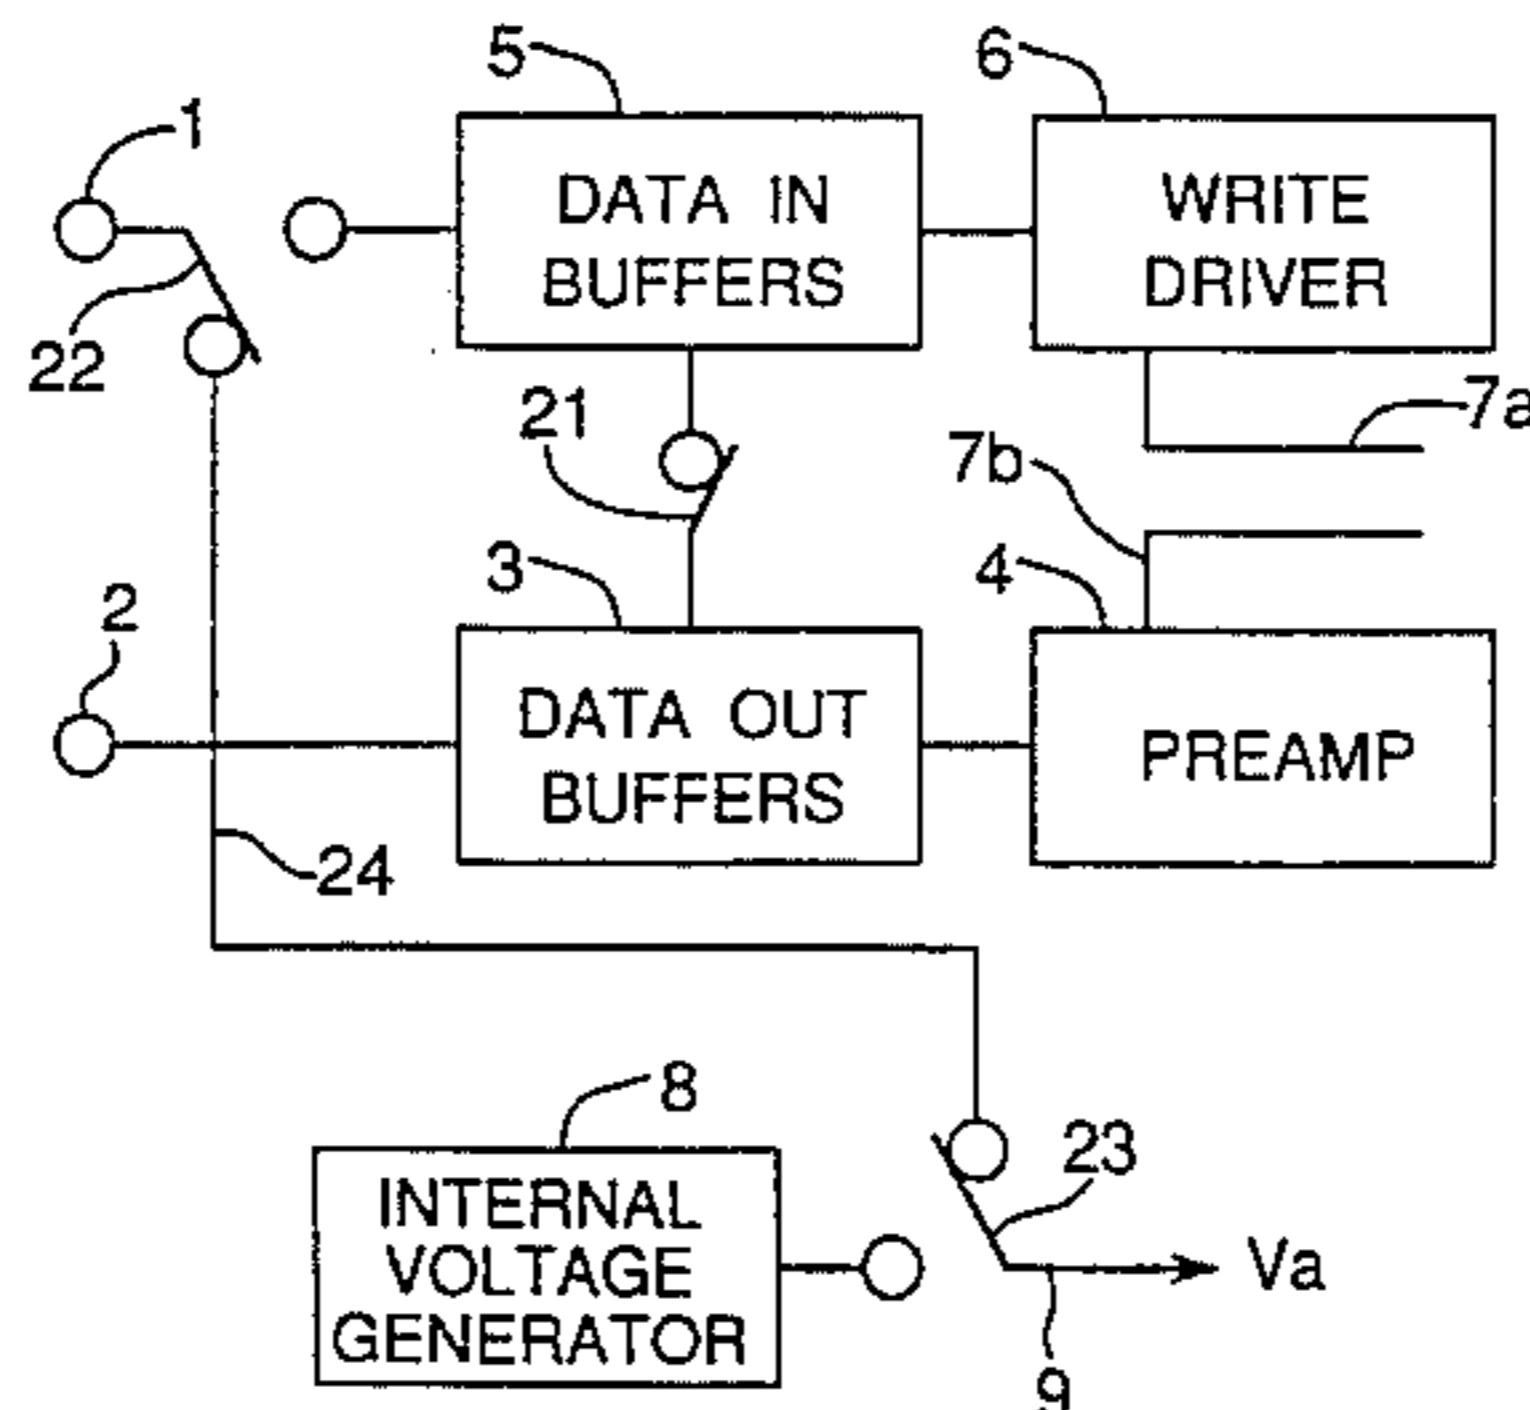 5
6
1
DATA IN
BUFFERS
WRITE
DRIVER
22
21
7a
7b
3
4
2
DATA OUT
BUFFERS
PREAMP
24
8
23
INTERNAL
VOLTAGE
GENERATOR
Va
9